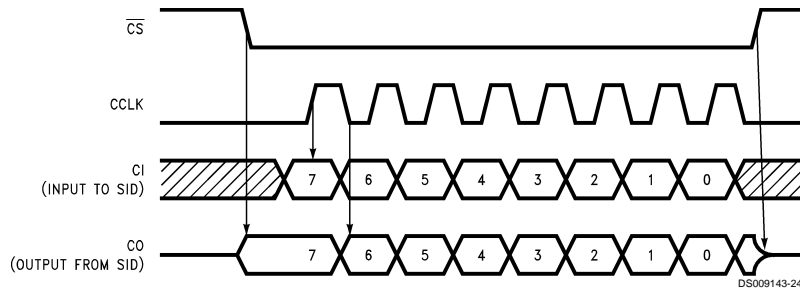 CS
CCLK
CI
(INPUT TO SID)
7 6 5 4 3 2 1 0
CO
(OUTPUT FROM SID)
7 6 5 4 3 2 1 0
DS009143-24